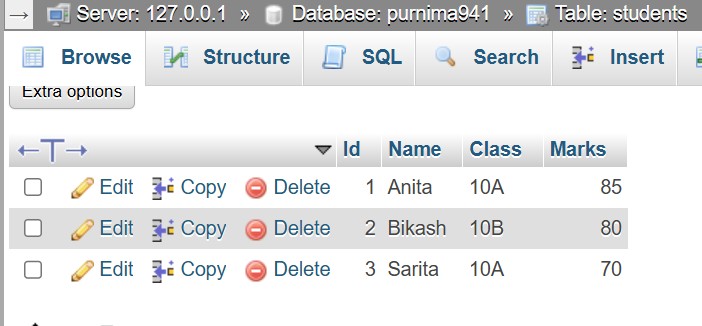 → Server: 127.0.0.1 » Database: purnima941 » Table: students
Browse Structure SQL Search Insert
Extra options
←T→ Id Name Class Marks
Edit Copy Delete 1 Anita 10A 85
Edit Copy Delete 2 Bikash 10B 80
Edit Copy Delete 3 Sarita 10A 70